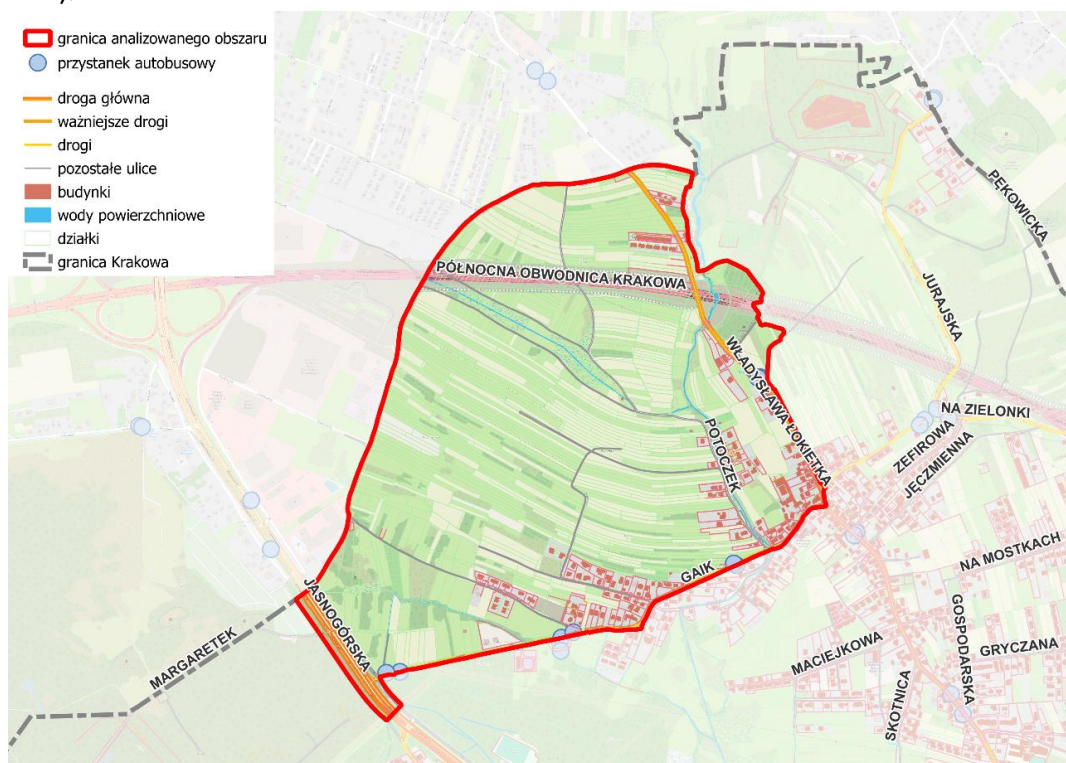 granica analizowanego obszaru
przystanek autobusowy
droga główna
ważniejsze drogi
drogi
pozostałe ulice
budynki
wody powierzchniowe
działki
granica Krakowa
PĘKOWICKA
PÓŁNOCNA OBWODNICA KRAKOWA
JURAJSKA
WŁADYSŁAWA ŁOKIETKA
NA ZIELONKI
ZEFIROWA
JĘCZMIENNA
POTOCZEK
NA MOSTKACH
GAIK
JASNOGÓRSKA
MARGARETEK
GOSPODARSKA
MACIEJKOWA
GRYCZANA
SKOTNICA